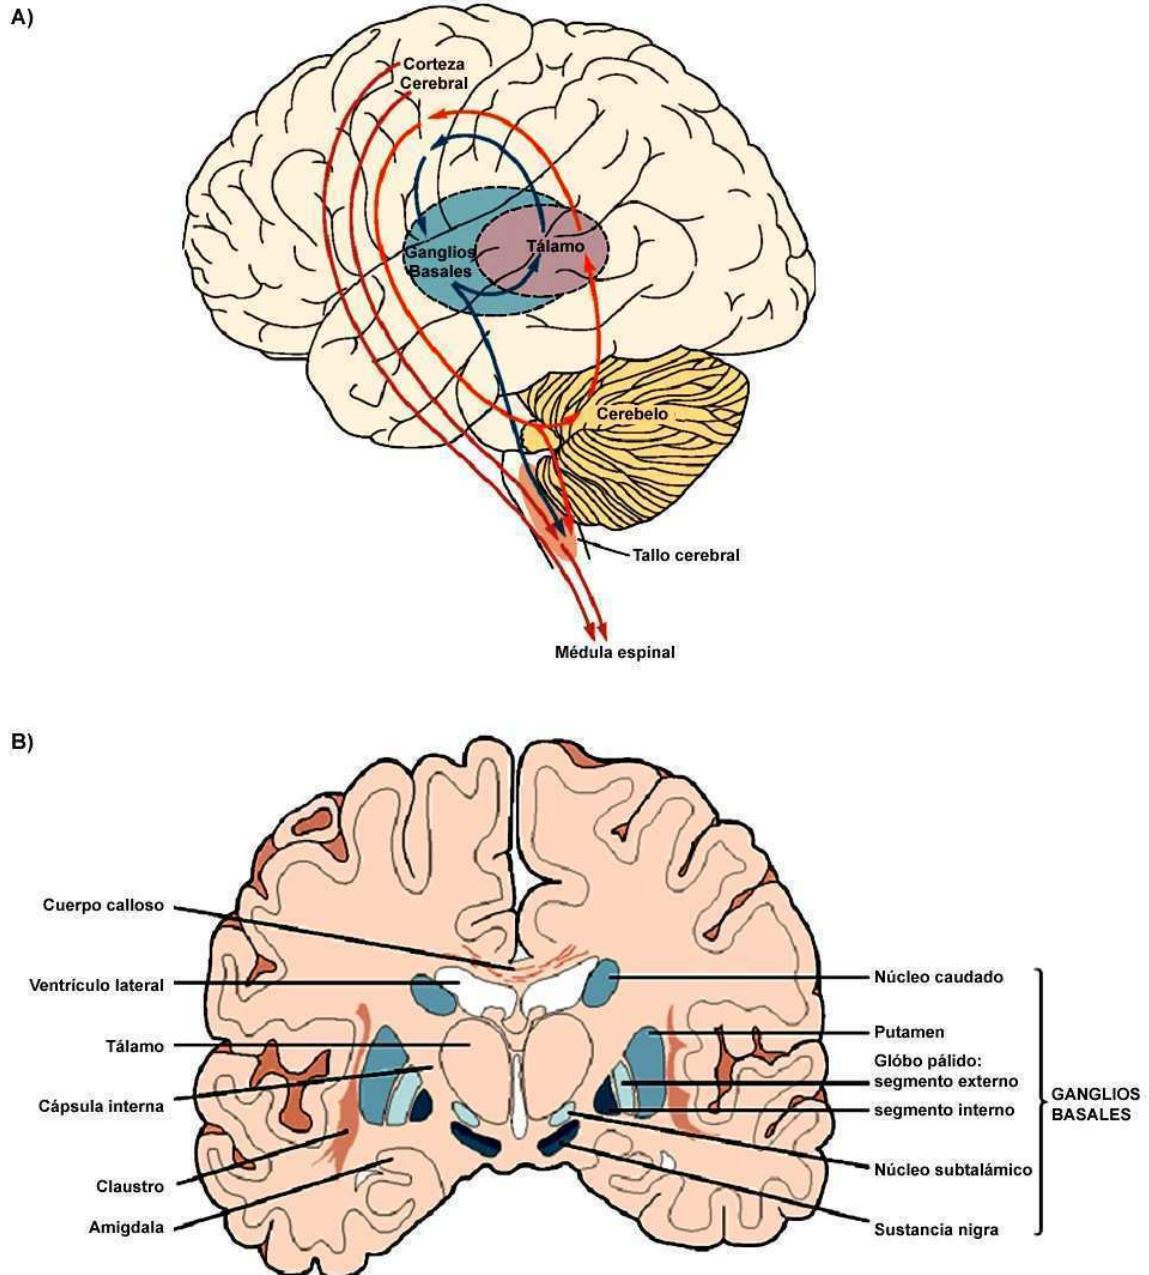 A)
Corteza
Cerebral
Ganglios
Basales
Tálamo
Cerebelo
Tallo cerebral
Médula espinal
B)
Cuerpo calloso
Ventrículo lateral
Tálamo
Cápsula interna
Claustro
Amigdala
Núcleo caudado
Putamen
Glóbo pálido:
segmento externo
segmento interno
Núcleo subtalámico
Sustancia nigra
GANGLIOS
BASALES